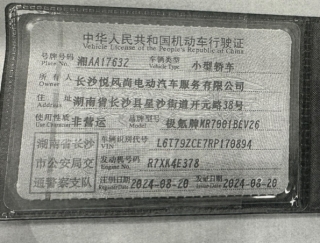 中华人民共和国机动车行驶证
Vehicle License of the People's Republic of China
号牌号码 湘AA17632 车辆类型 小型轿车
Plate No. Vehicle Type
所有人 长沙悦风尚电动汽车服务有限公司
Owner
住址 湖南省长沙县星沙街道开元路38号
Address
使用性质 非营运 品牌型号 极氪牌MR7001BEV26
Use Character Model
湖南省长沙 车辆识别代号 L6T79ZCE7RP170894
VIN
市公安局交 发动机号码 R7XK4E378
Engine No.
通警察支队 注册日期 2024-08-20 发证日期 2024-08-20
Register Date Issue Date